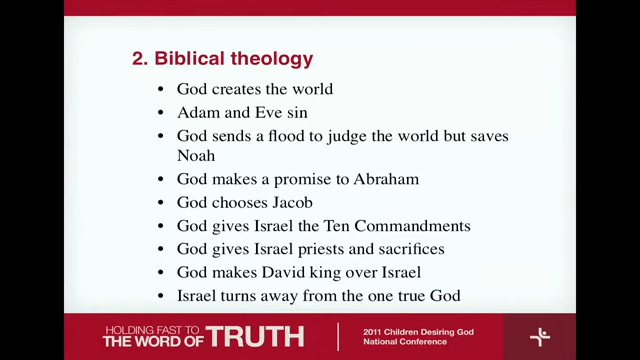 2. Biblical theology
• God creates the world
• Adam and Eve sin
• God sends a flood to judge the world but saves
Noah
• God makes a promise to Abraham
• God chooses Jacob
• God gives Israel the Ten Commandments
• God gives Israel priests and sacrifices
• God makes David king over Israel
• Israel turns away from the one true God
HOLDING FAST TO
THE WORD OF TRUTH
2011 Children Desiring God
National Conference